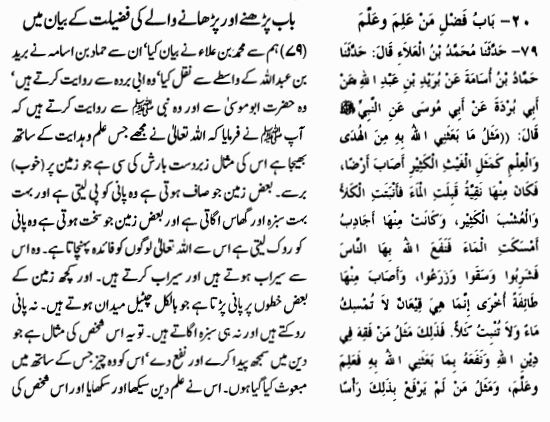 ٢٠- بَابُ فَضْلِ مَنْ عَلِمَ وَعَلَّمَ
٧٩- حَدَّثَنَا مُحَمَّدُ بْنُ الْعَلَاءِ قَالَ: حَدَّثَنَا
حَمَّادُ بْنُ أُسَامَةَ عَنْ بُرَيْدِ بْنِ عَبْدِ اللهِ عَنْ
أَبِي بُرْدَةَ عَنْ أَبِي مُوسَى عَنِ النَّبِيِّ ﷺ
قَالَ: ((مَثَلُ مَا بَعَثَنِي اللهُ بِهِ مِنَ الْهُدَى
وَالْعِلْمِ كَمَثَلِ الْغَيْثِ الْكَثِيرِ أَصَابَ أَرْضًا،
فَكَانَ مِنْهَا نَقِيَّةٌ قَبِلَتِ الْمَاءَ فَأَنْبَتَتِ الْكَلَأَ
وَالْعُشْبَ الْكَثِيْرَ، وَكَانَتْ مِنْهَا أَجَادِبُ
أَمْسَكَتِ الْمَاءَ فَنَفَعَ اللهُ بِهَا النَّاسَ
فَشَرِبُوا وَسَقَوْا وَزَرَعُوا، وَأَصَابَ مِنْهَا
طَائِفَةً أُخْرَى إِنَّمَا هِيَ قِيْعَانٌ لَا تُمْسِكُ
مَاءً وَلَا تُنْبِتُ كَلَأً. فَذَلِكَ مَثَلُ مَنْ فَقِهَ فِي
دِيْنِ اللهِ وَنَفَعَهُ بِمَا بَعَثَنِي اللهُ بِهِ فَعَلِمَ
وَعَلَّمَ، وَمَثَلُ مَنْ لَمْ يَرْفَعْ بِذَلِكَ رَأْسًا
باب پڑھنے اور پڑھانے والے کی فضیلت کے بیان میں
(۷۹) ہم سے محمد بن علاء نے بیان کیا' ان سے حماد بن اسامہ نے برید
بن عبداللہ کے واسطے سے نقل کیا' وہ ابی بردہ سے روایت کرتے ہیں'
وہ حضرت ابو موسیٰ سے اور وہ نبی ﷺ سے روایت کرتے ہیں کہ
آپ ﷺ نے فرمایا کہ اللہ تعالیٰ نے مجھے جس علم و ہدایت کے ساتھ
بھیجا ہے اس کی مثال زبردست بارش کی سی ہے جو زمین پر (خوب)
برسے۔ بعض زمین جو صاف ہوتی ہے وہ پانی کو پی لیتی ہے اور بہت
بہت سبزہ اور گھاس اگاتی ہے اور بعض زمین جو سخت ہوتی ہے وہ پانی
کو روک لیتی ہے اس سے اللہ تعالیٰ لوگوں کو فائدہ پہنچاتا ہے۔ وہ اس
سے سیراب ہوتے ہیں اور سیراب کرتے ہیں۔ اور کچھ زمین کے
بعض خطوں پر پانی پڑتا ہے جو بالکل چٹیل میدان ہوتے ہیں۔ نہ پانی
روکتے ہیں اور نہ ہی سبزہ اگاتے ہیں۔ تو یہ اس شخص کی مثال ہے جو
دین میں سمجھ پیدا کرے اور نفع دے' اس کو وہ چیز جس کے ساتھ میں
مبعوث کیا گیا ہوں۔ اس نے علم دین سیکھا اور سکھایا اور اس شخص کی